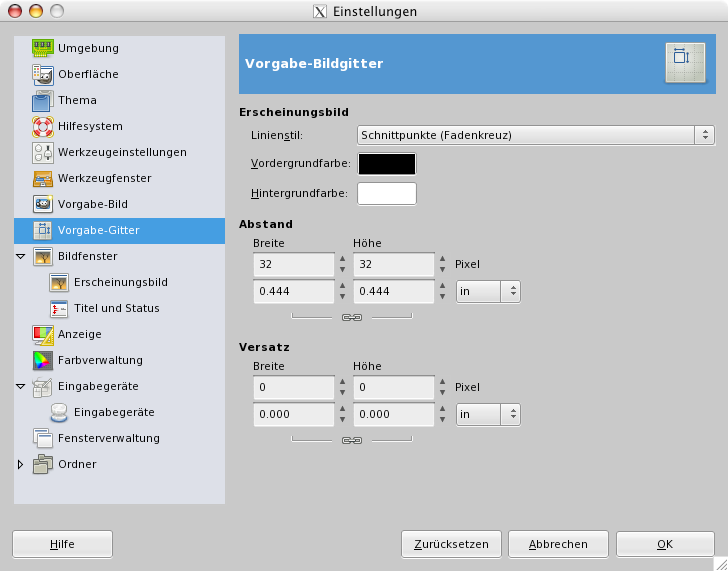 Einstellungen
Umgebung
Oberfläche
Thema
Hilfesystem
Werkzeugeinstellungen
Werkzeugfenster
Vorgabe-Bild
Vorgabe-Gitter
Bildfenster
Erscheinungsbild
Titel und Status
Anzeige
Farbverwaltung
Eingabegeräte
Eingabegeräte
Fensterverwaltung
Ordner
Vorgabe-Bildgitter
Erscheinungsbild
Linienstil: Schnittpunkte (Fadenkreuz)
Vordergrundfarbe:
Hintergrundfarbe:
Abstand
Breite Höhe
32 32 Pixel
0.444 0.444 in
Versatz
Breite Höhe
0 0 Pixel
0.000 0.000 in
Hilfe Zurücksetzen Abbrechen OK